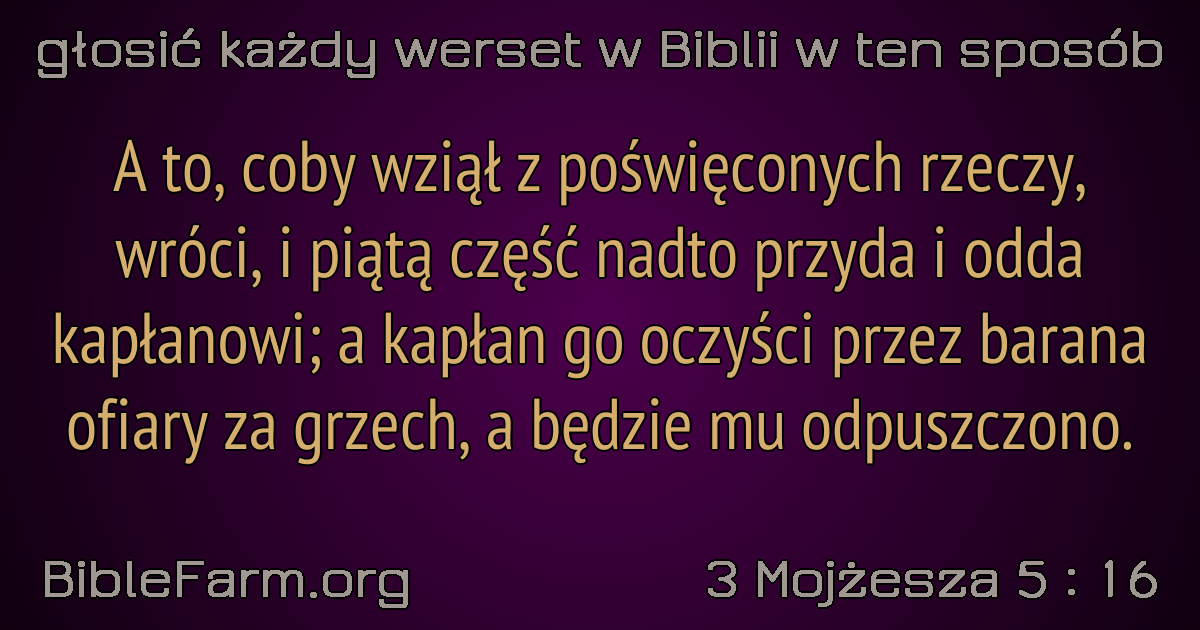 głosić każdy werset w Biblii w ten sposób
A to, coby wziął z poświęconych rzeczy,
wróci, i piątą część nadto przyda i odda
kapłanowi; a kapłan go oczyści przez barana
ofiary za grzech, a będzie mu odpuszczono.
BibleFarm.org
3 Mojżesza 5 : 16